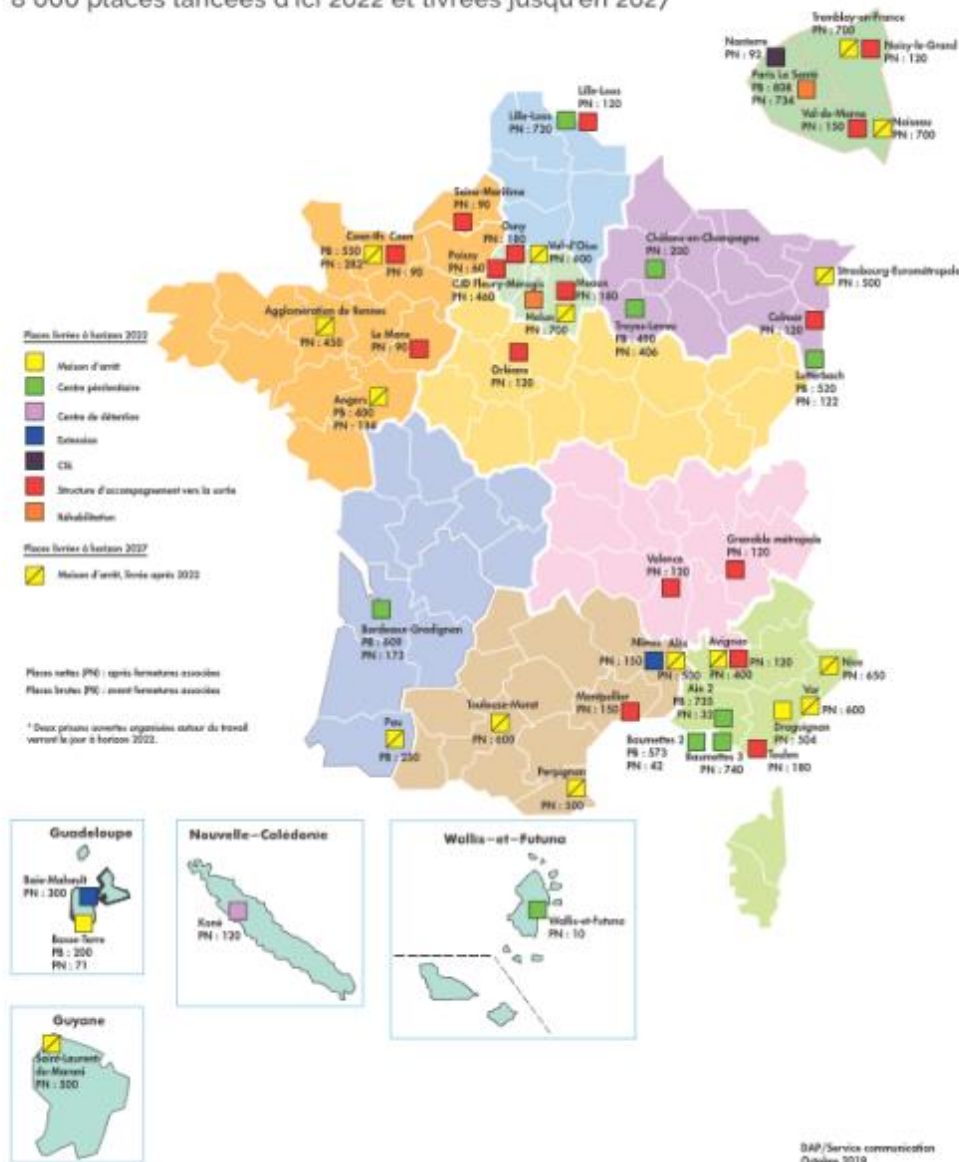 8 000 places lancées d'ici 2022 et livrées jusqu'en 2027
Tremblay-en-France
PN : 700
Nanterre
PN : 92
Noisy-le-Grand
PN : 120
Paris La Santé
PB : 808
PN : 734
Val-de-Marne
PN : 150
Noiseau
PN : 700
Lille-Loos
PN : 120
Lille-Loos
PN : 720
Seine-Maritime
PN : 90
Osny
PN : 180
Caen-Ifs
PB : 550
PN : 282
Caen
PN : 90
Poissy
PN : 60
Val-d'Oise
PN : 600
CJD Fleury-Mérogis
PN : 460
Meaux
PN : 180
Melun
PN : 700
Châlons-en-Champagne
PN : 200
Strasbourg-Eurométropole
PN : 500
Troyes-Lavau
PB : 490
PN : 406
Colmar
PN : 120
Lutterbach
PB : 520
PN : 122
Agglomération de Rennes
PN : 450
Le Mans
PN : 90
Orléans
PN : 120
Angers
PB : 400
PN : 134
Places livrées à horizon 2022
Maison d'arrêt
Centre pénitentiaire
Centre de détention
Extension
Structure d'accompagnement vers la sortie
Réhabilitation
Places livrées à horizon 2027
Maison d'arrêt, livrée après 2022
Places nettes (PN) : après fermetures associées
Places brutes (PB) : avant fermetures associées
* Deux prisons ouvertes organisées autour du travail
verront le jour à horizon 2022.
Grenoble métropole
PN : 120
Valence
PN : 120
Bordeaux-Gradignan
PB : 609
PN : 173
Nîmes
PN : 150
Alès
PN : 500
Avignon
PN : 400
PN : 120
Nice
PN : 650
Aix 2
PB : 735
PN : 32
Var
PN : 600
Montpellier
PN : 150
Toulouse-Muret
PN : 600
Draguignan
PN : 504
Baumettes 2
PB : 573
PN : 42
Baumettes 3
PN : 740
Toulon
PN : 180
Pau
PB : 250
Perpignan
PN : 500
Guadeloupe
Baie-Mahault
PN : 300
Basse-Terre
PB : 200
PN : 71
Nouvelle-Calédonie
Koné
PN : 120
Wallis-et-Futuna
Wallis-et-Futuna
PN : 10
Guyane
Saint-Laurent-
du-Maroni
PN : 500
DAP/Service communication
Octobre 2018